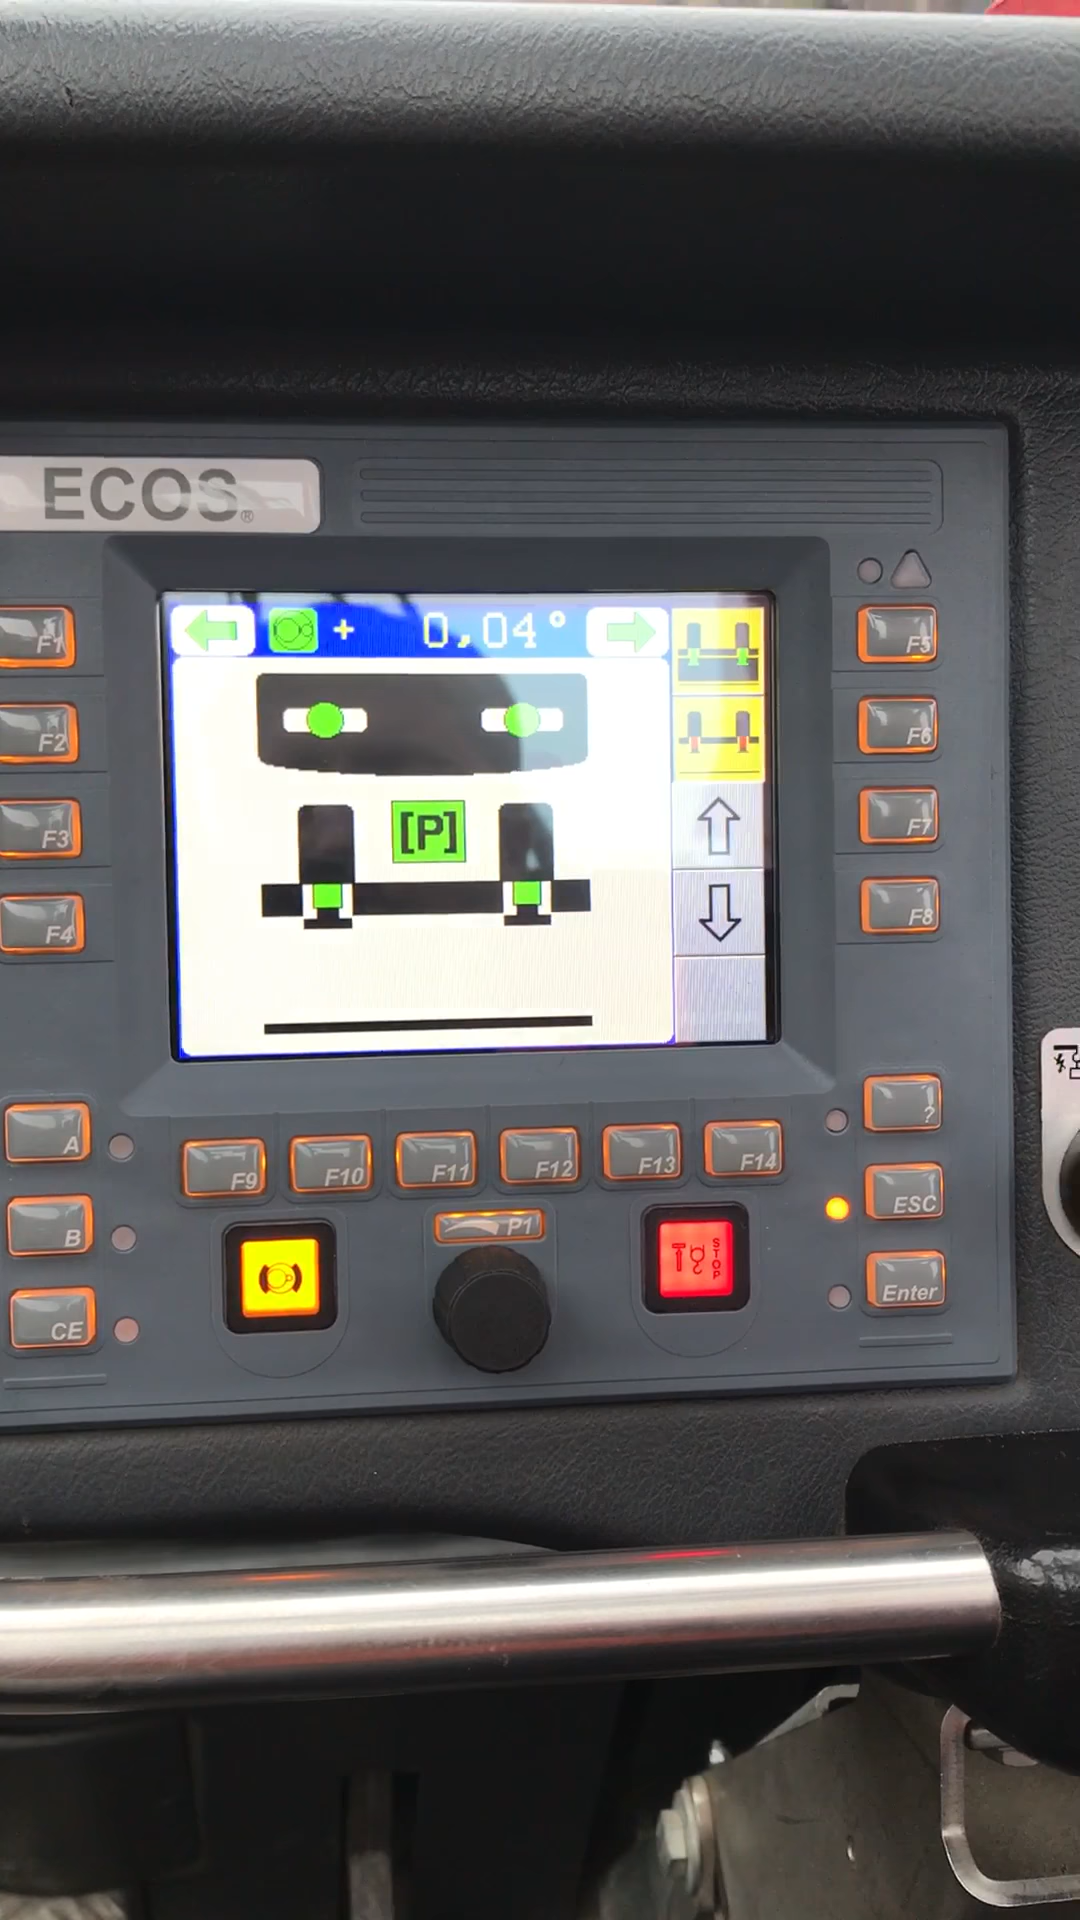 ECOS®
+ 0,04°
F1
F5
F2
F6
F3
[P]
F7
F4
F8
A
?
F9
F10
F11
F12
F13
F14
B
P1
ESC
STOP
CE
Enter